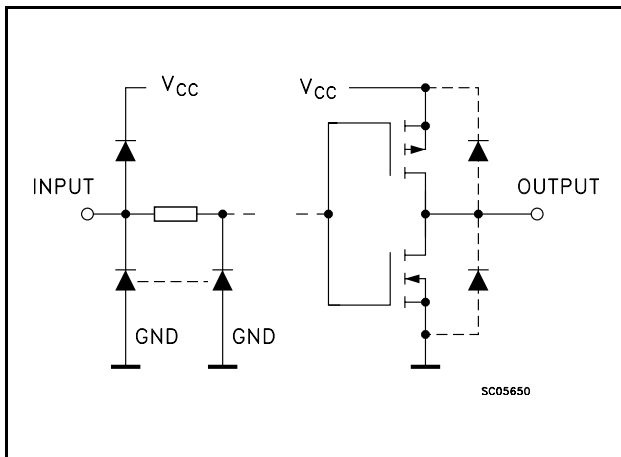 VCC
VCC
INPUT
OUTPUT
GND
GND
SC05650